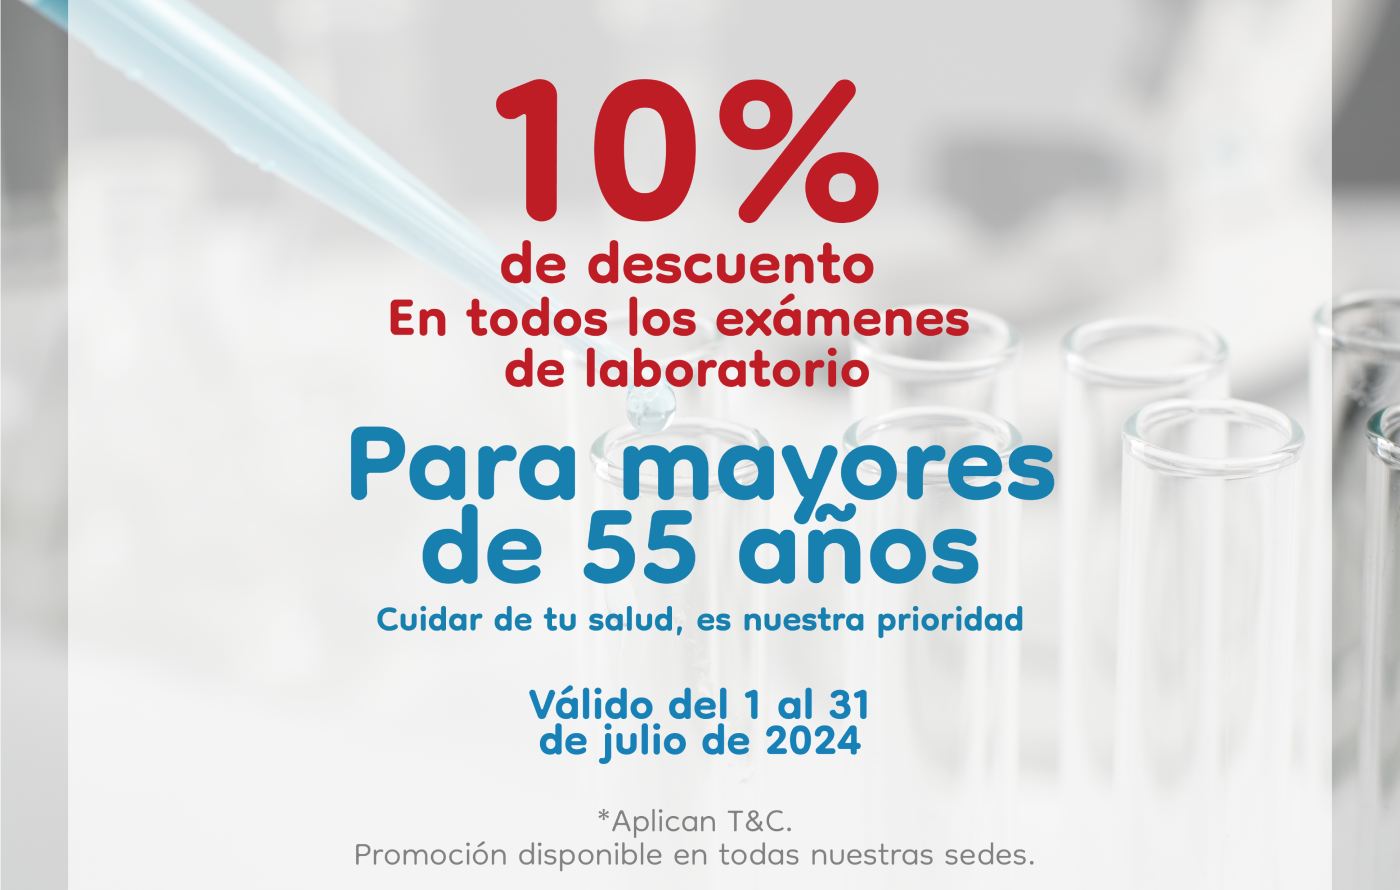 10%
de descuento
En todos los exámenes
de laboratorio
Para mayores
de 55 años
Cuidar de tu salud, es nuestra prioridad
Válido del 1 al 31
de julio de 2024
*Aplican T&C.
Promoción disponible en todas nuestras sedes.